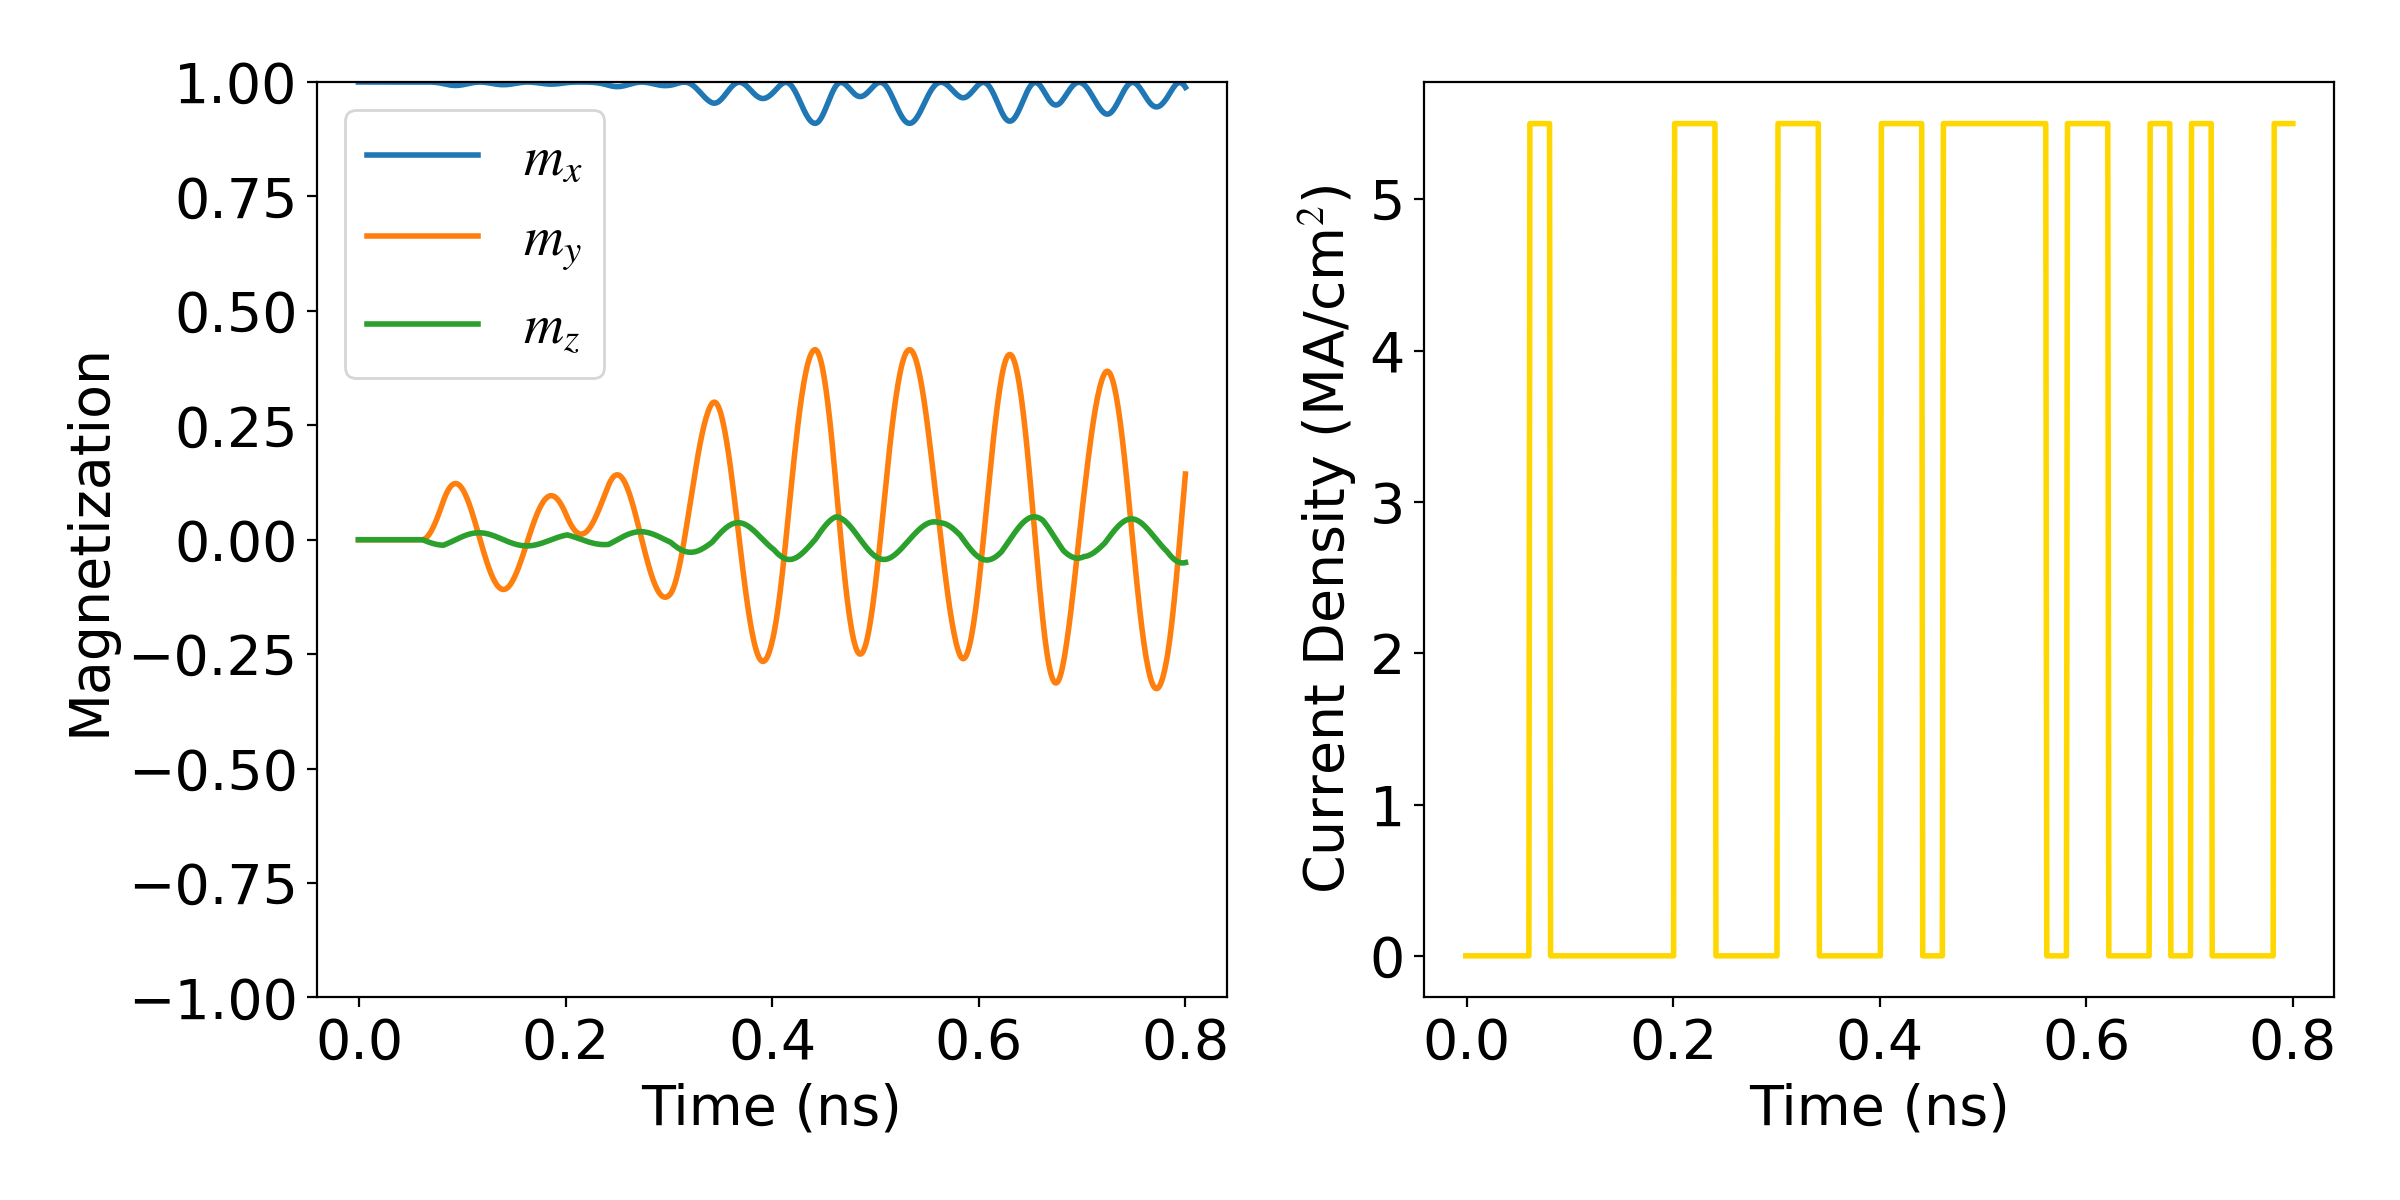 1.00
0.75
0.50
0.25
0.00
−0.25
−0.50
−0.75
−1.00
Magnetization
m_x
m_y
m_z
0.0 0.2 0.4 0.6 0.8
Time (ns)
5
4
3
2
1
0
Current Density (MA/cm²)
0.0 0.2 0.4 0.6 0.8
Time (ns)